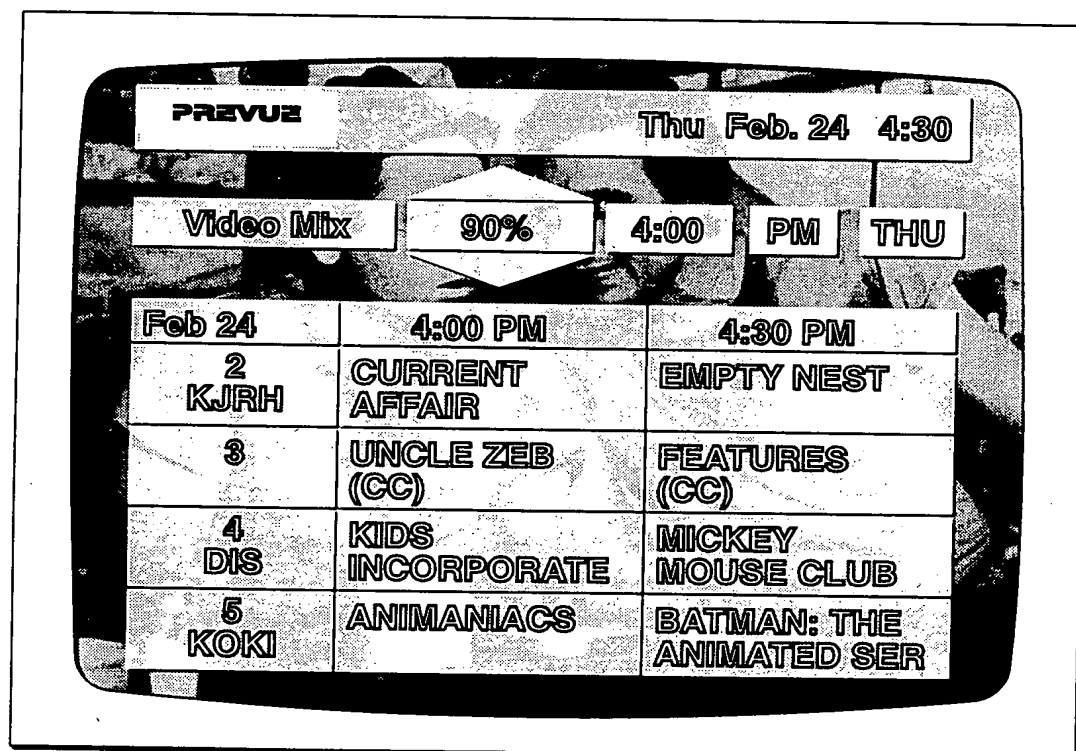 PREVUE Thu Feb. 24 4:30
Video Mix 90% 4:00 PM THU
Feb 24 4:00 PM 4:30 PM
2 KJRH CURRENT AFFAIR EMPTY NEST
3 UNCLE ZEB (CC) FEATURES (CC)
4 DIS KIDS INCORPORATE MICKEY MOUSE CLUB
5 KOKI ANIMANIACS BATMAN: THE ANIMATED SER